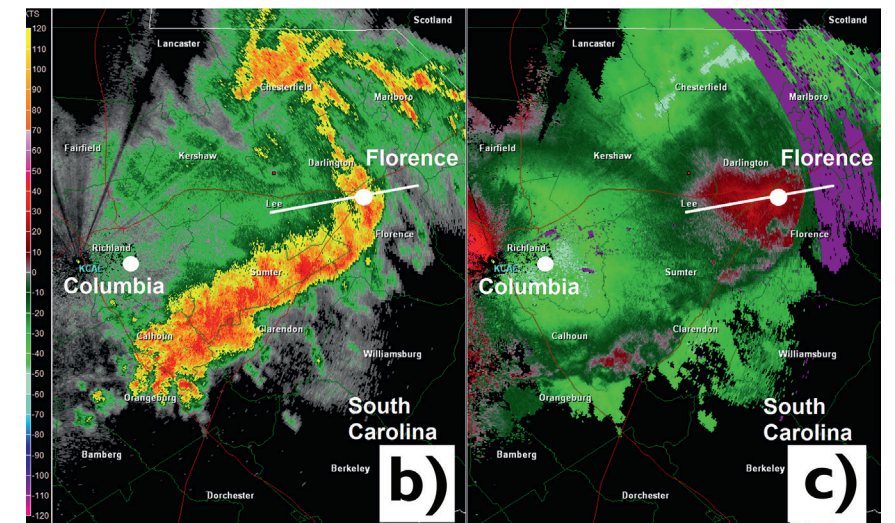 KTS
120
110
100
90
80
70
60
50
40
30
20
10
0
-10
-20
-30
-40
-50
-60
-70
-80
-90
-100
-110
-120
Scotland
Lancaster
Chesterfield
Marlboro
Fairfield
Kershaw
Darlington
Florence
Lee
Florence
Richland
KCAE
Columbia
Sumter
Calhoun
Clarendon
Williamsburg
Orangeburg
South
Carolina
Bamberg
Berkeley
Dorchester
b)
Scotland
Lancaster
Chesterfield
Marlboro
Fairfield
Kershaw
Darlington
Florence
Lee
Florence
Richland
KCAE
Columbia
Sumter
Calhoun
Clarendon
Williamsburg
Orangeburg
South
Carolina
Bamberg
Berkeley
Dorchester
c)